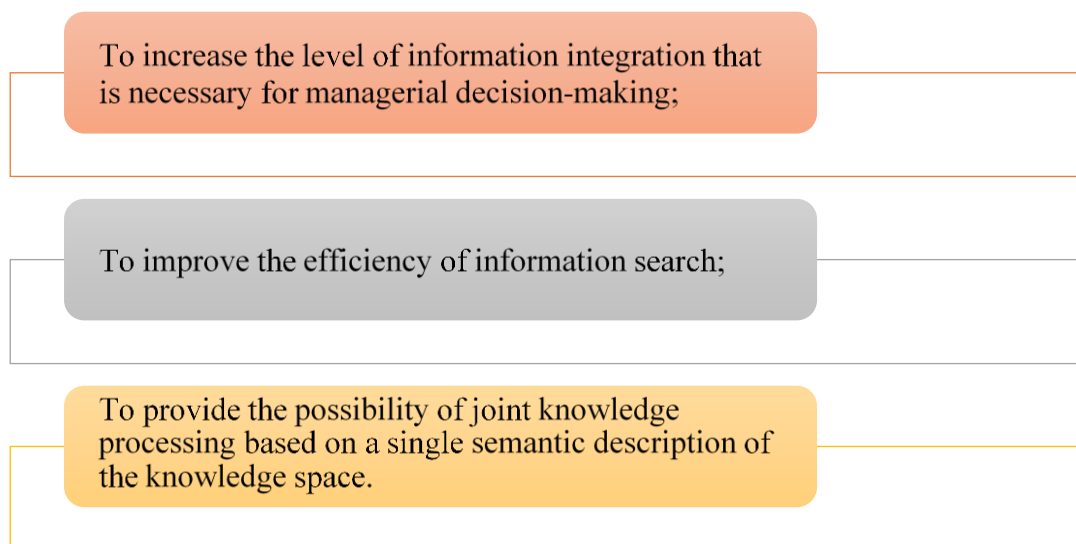 To increase the level of information integration that
is necessary for managerial decision-making;
To improve the efficiency of information search;
To provide the possibility of joint knowledge
processing based on a single semantic description of
the knowledge space.